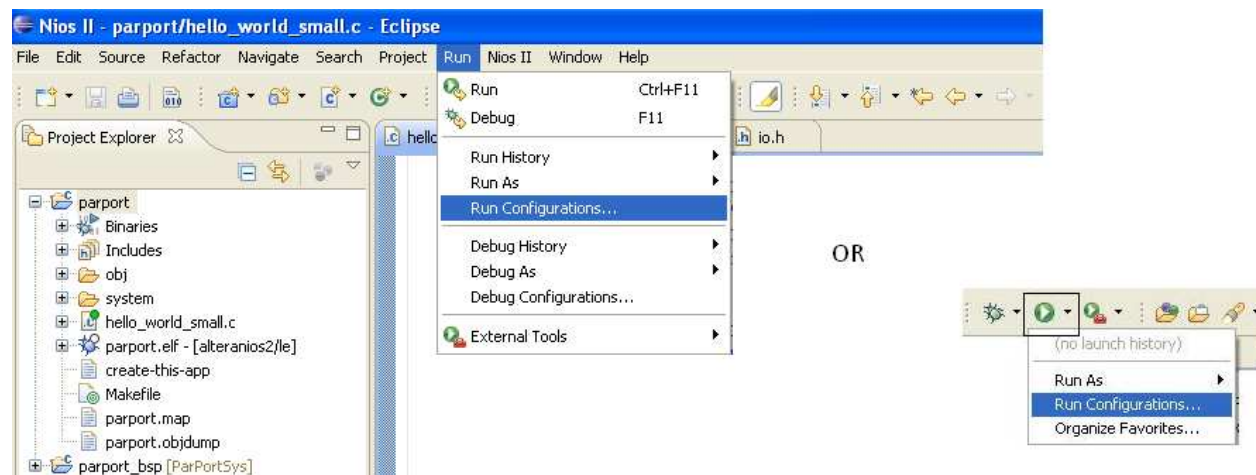 Nios II - parport/hello_world_small.c - Eclipse
File Edit Source Refactor Navigate Search Project Run Nios II Window Help
Run Ctrl+F11
Debug F11
Run History
Run As
Run Configurations...
Debug History
Debug As
Debug Configurations...
External Tools
Project Explorer
hello
io.h
parport
Binaries
Includes
obj
system
hello_world_small.c
parport.elf - [alteranios2/le]
create-this-app
Makefile
parport.map
parport.objdump
parport_bsp [ParPortSys]
OR
(no launch history)
Run As
Run Configurations...
Organize Favorites...